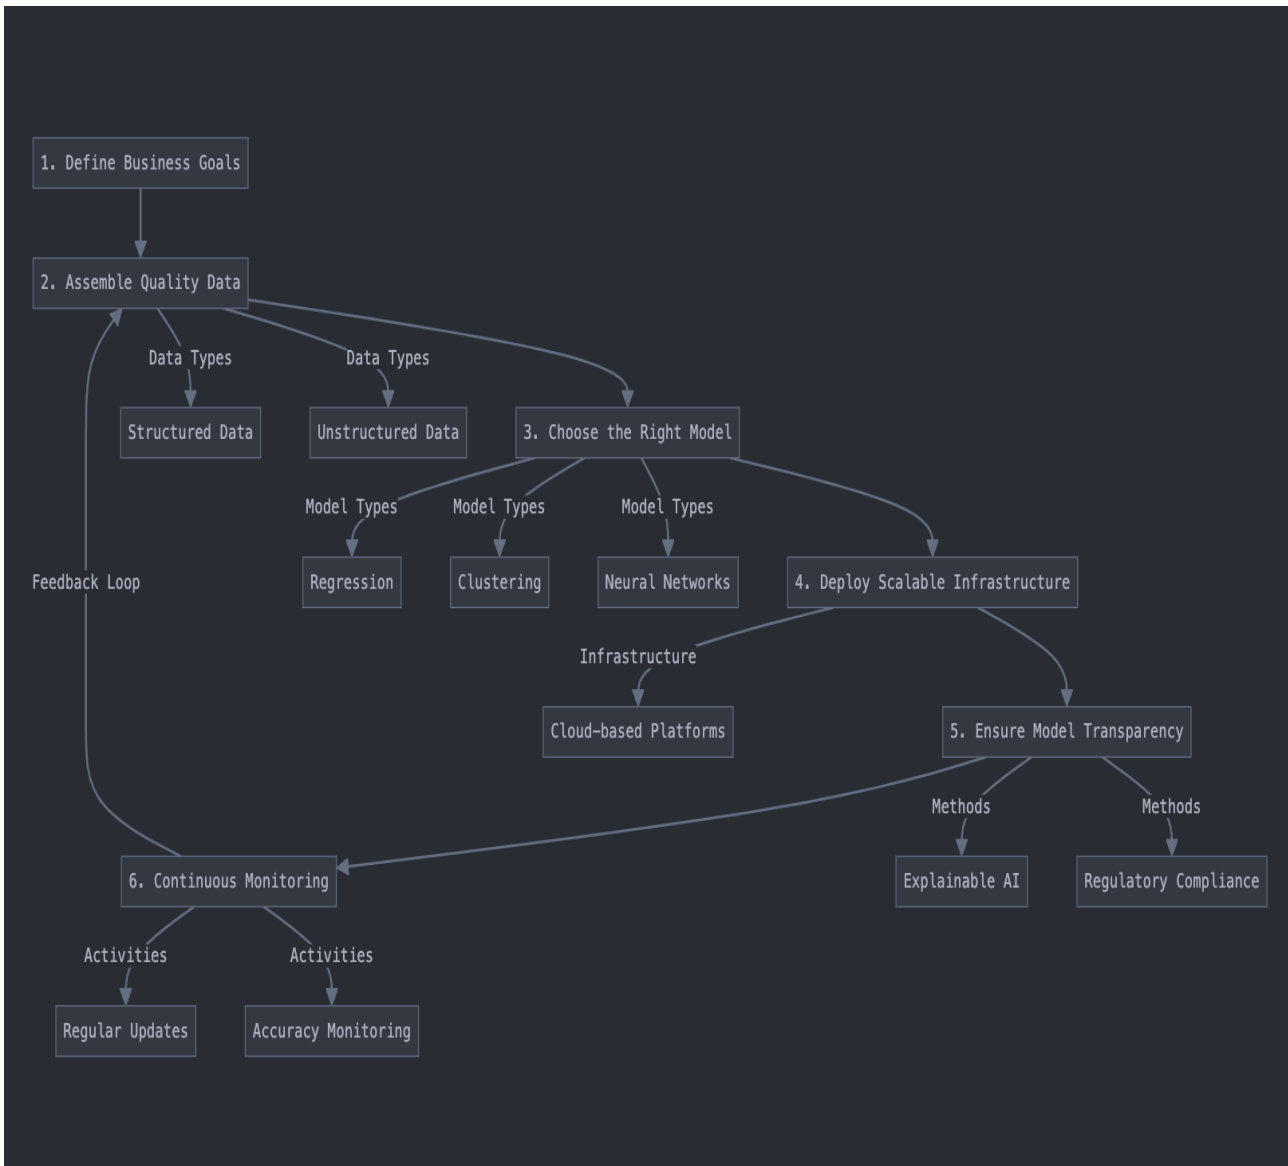 1. Define Business Goals
2. Assemble Quality Data
Data Types
Data Types
Structured Data
Unstructured Data
3. Choose the Right Model
Model Types
Model Types
Model Types
Feedback Loop
Regression
Clustering
Neural Networks
4. Deploy Scalable Infrastructure
Infrastructure
Cloud-based Platforms
5. Ensure Model Transparency
Methods
Methods
6. Continuous Monitoring
Explainable AI
Regulatory Compliance
Activities
Activities
Regular Updates
Accuracy Monitoring